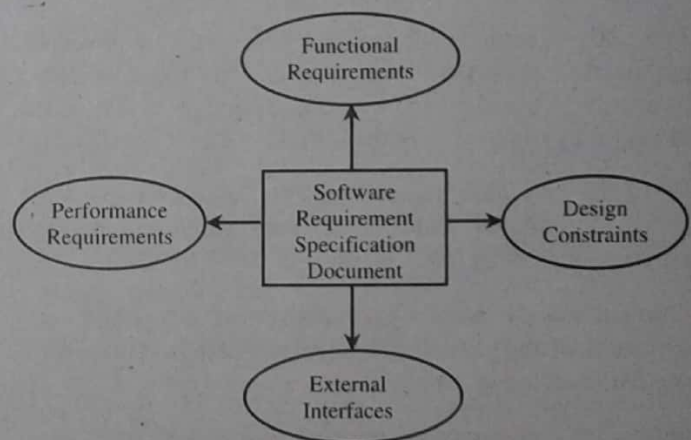 Functional
Requirements
Performance
Requirements
Software
Requirement
Specification
Document
Design
Constraints
External
Interfaces